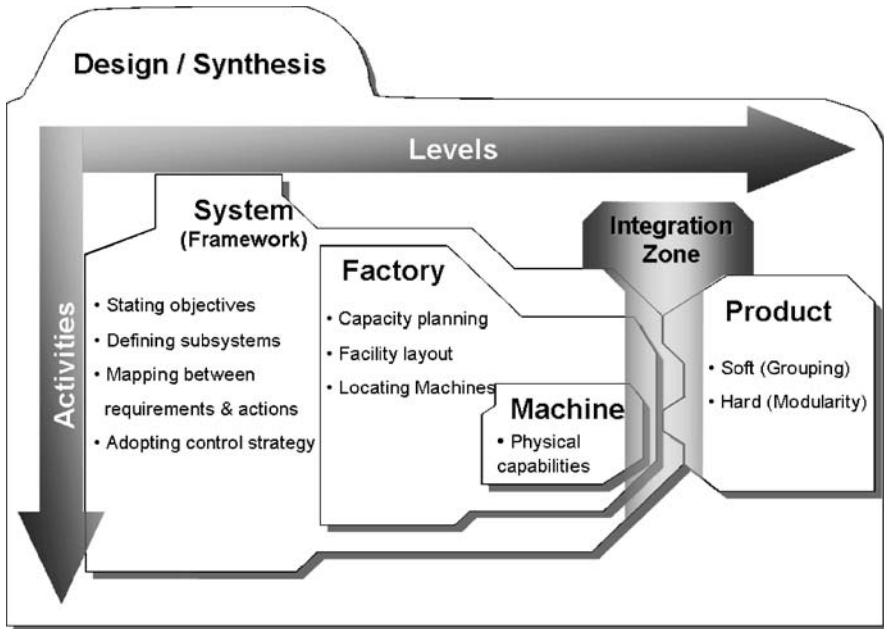 Design / Synthesis
Levels
Activities
System
(Framework)
• Stating objectives
• Defining subsystems
• Mapping between
requirements & actions
• Adopting control strategy
Factory
• Capacity planning
• Facility layout
• Locating Machines
Machine
• Physical
capabilities
Integration
Zone
Product
• Soft (Grouping)
• Hard (Modularity)